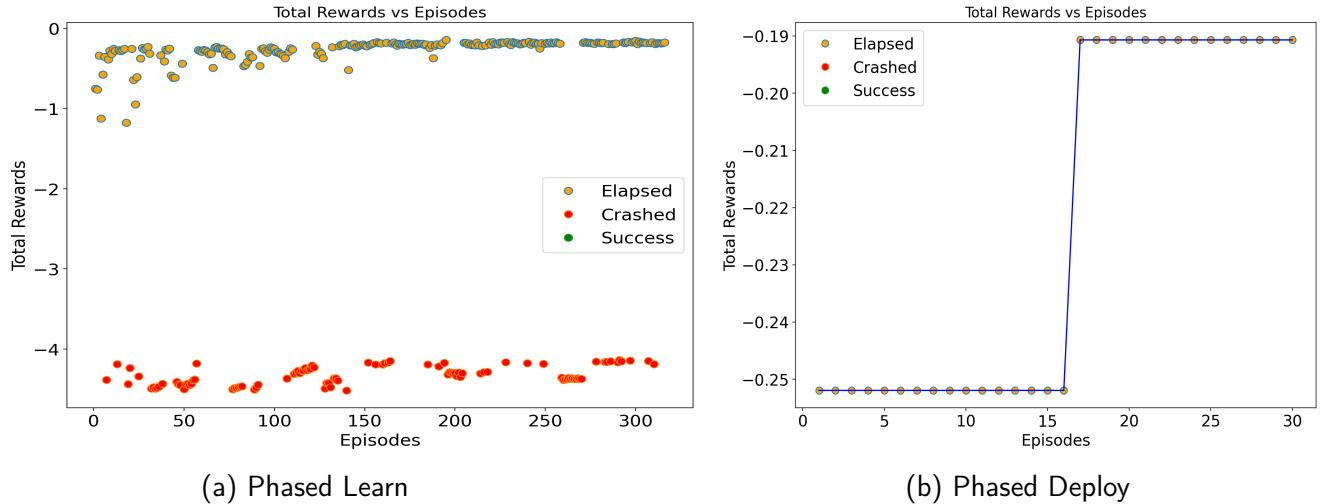 Total Rewards vs Episodes
0
−1
−2
−3
−4
Total Rewards
Elapsed
Crashed
Success
0 50 100 150 200 250 300
Episodes
(a) Phased Learn
Total Rewards vs Episodes
−0.19
−0.20
−0.21
−0.22
−0.23
−0.24
−0.25
Total Rewards
Elapsed
Crashed
Success
0 5 10 15 20 25 30
Episodes
(b) Phased Deploy